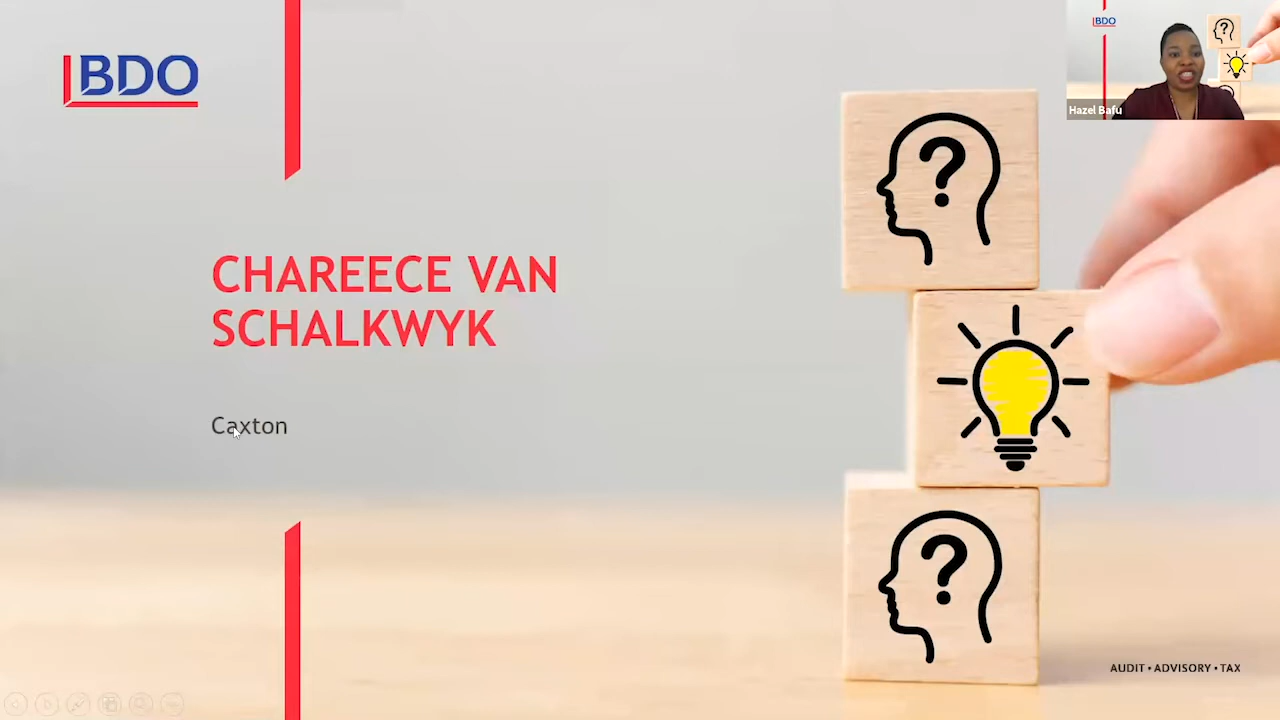 BDO
BDO
Hazel Bafu
?
?
CHAREECE VAN
SCHALKWYK
Caxton
?
AUDIT • ADVISORY • TAX